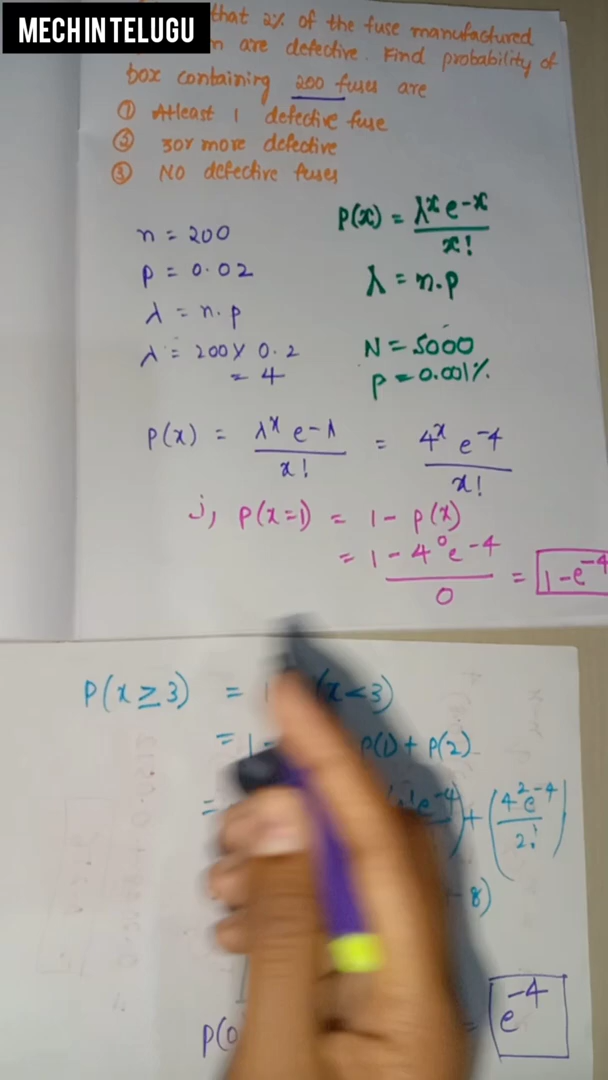 MECH IN TELUGU
that 2% of the fuse manufactured
are defective. Find probability of
box containing 200 fuses are
① Atleast 1 defective fuse
② 3 or more defective
③ NO defective fuses
n = 200
p = 0.02
λ = n.p
λ = 200 x 0.2
= 4
P(x) = λ^x e^-x / x!
λ = n.p
N = 5000
p = 0.001%
P(x) = λ^x e^-λ / x! = 4^x e^-4 / x!
i, P(x=1) = 1 - P(x)
= 1 - 4^0 e^-4 / 0 = 1-e^-4
P(x ≥ 3) = 1 (x < 3)
= 1- P(1) + P(2)
= e^-4) + (4^2 e^-4 / 2!)
8)
P(0 = e^-4